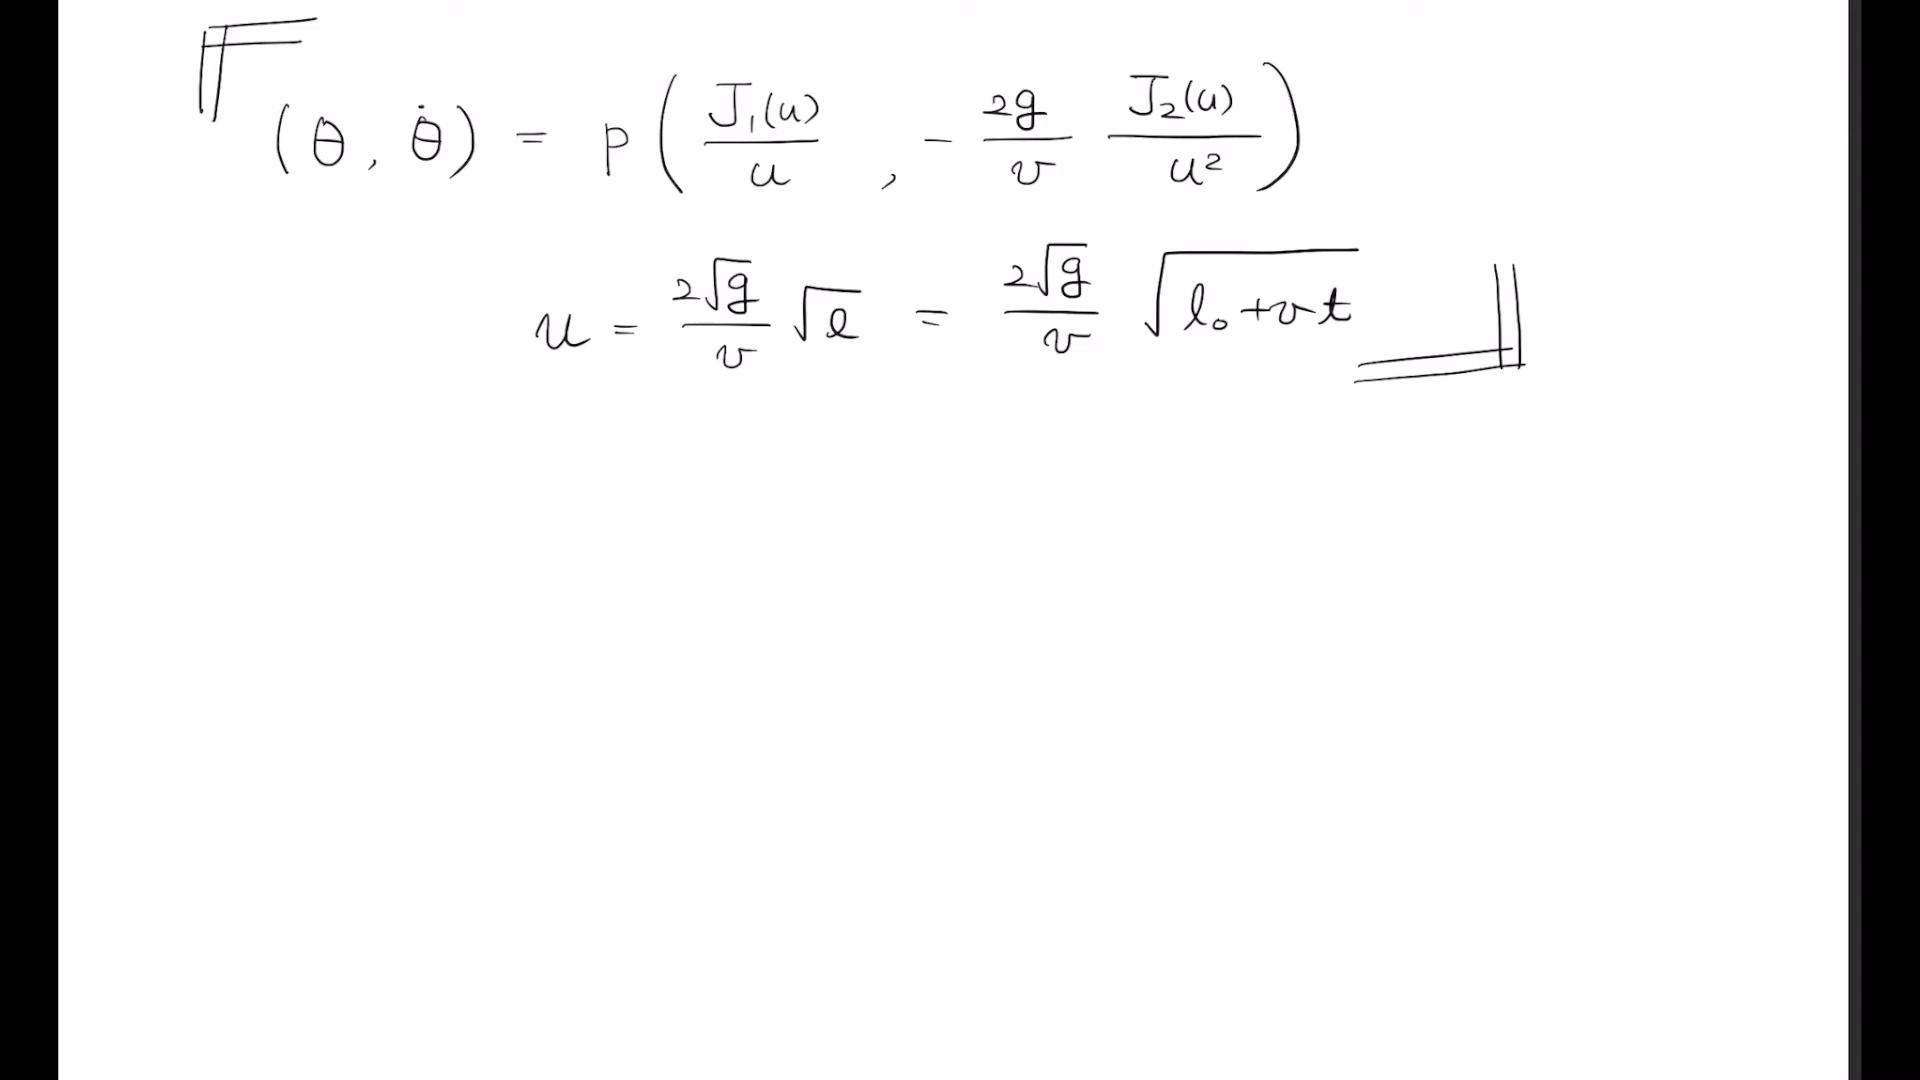 (θ, θ̇) = p ( J₁(u)/u , - 2g/v J₂(u)/u² )
u = 2√g/v √l = 2√g/v √(l₀+vt)